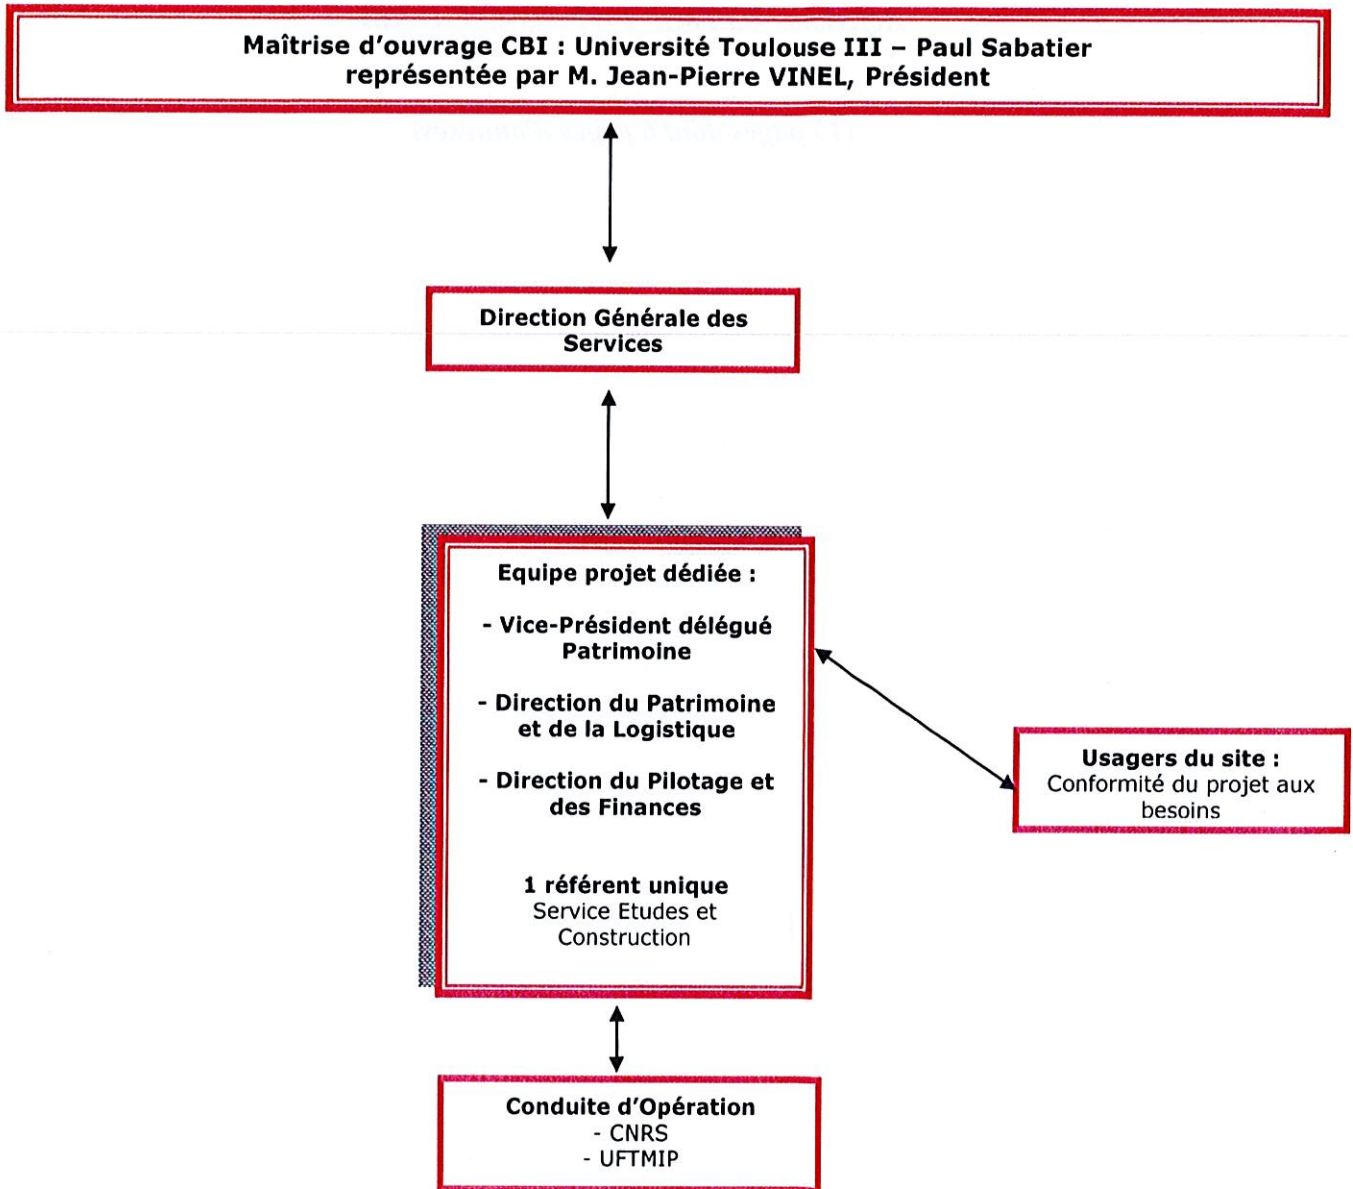 Maîtrise d'ouvrage CBI : Université Toulouse III – Paul Sabatier
représentée par M. Jean-Pierre VINEL, Président
Direction Générale des
Services
Equipe projet dédiée :
- Vice-Président délégué
Patrimoine
- Direction du Patrimoine
et de la Logistique
- Direction du Pilotage et
des Finances
1 référent unique
Service Etudes et
Construction
Usagers du site :
Conformité du projet aux
besoins
Conduite d'Opération
- CNRS
- UFTMIP